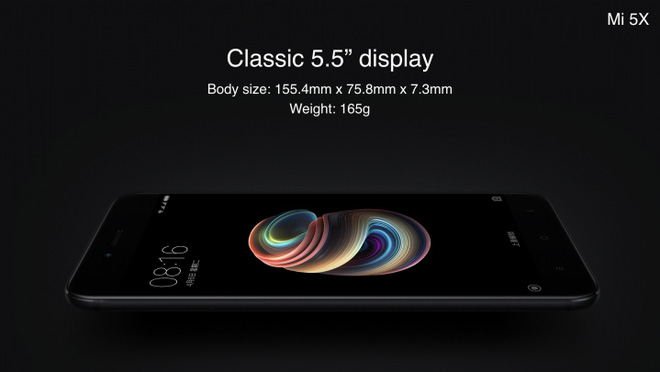 Mi 5X
Classic 5.5” display
Body size: 155.4mm x 75.8mm x 7.3mm
Weight: 165g
08:16